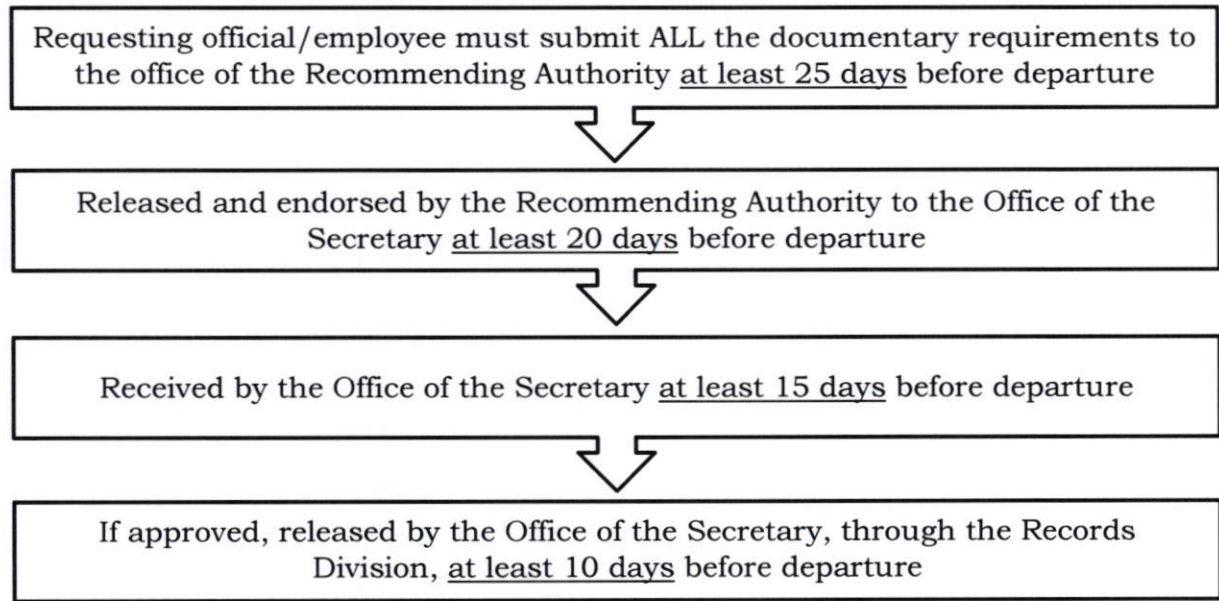 Requesting official/employee must submit ALL the documentary requirements to
the office of the Recommending Authority at least 25 days before departure
Released and endorsed by the Recommending Authority to the Office of the
Secretary at least 20 days before departure
Received by the Office of the Secretary at least 15 days before departure
If approved, released by the Office of the Secretary, through the Records
Division, at least 10 days before departure